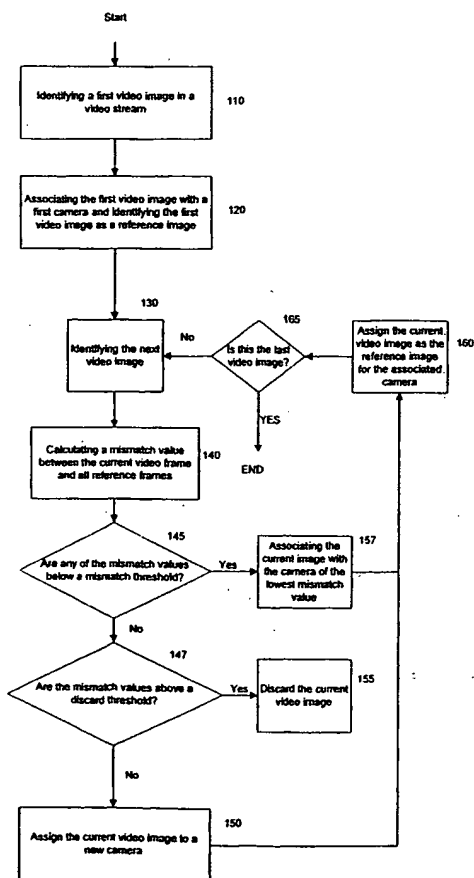 Start
Identifying a first video image in a
video stream
110
Associating the first video image with a
first camera and identifying the first
video image as a reference image
120
130
Identifying the next
video image
No
165
Is this the last
video image?
YES
END
Assign the current
video image as the
reference image
for the associated
camera
160
Calculating a mismatch value
between the current video frame
and all reference frames
140
145
Are any of the mismatch values
below a mismatch threshold?
Yes
157
Associating the
current image with
the camera of the
lowest mismatch
value
No
147
Are the mismatch values above a
discard threshold?
Yes
Discard the current
video image
155
No
Assign the current video image to a
new camera
150